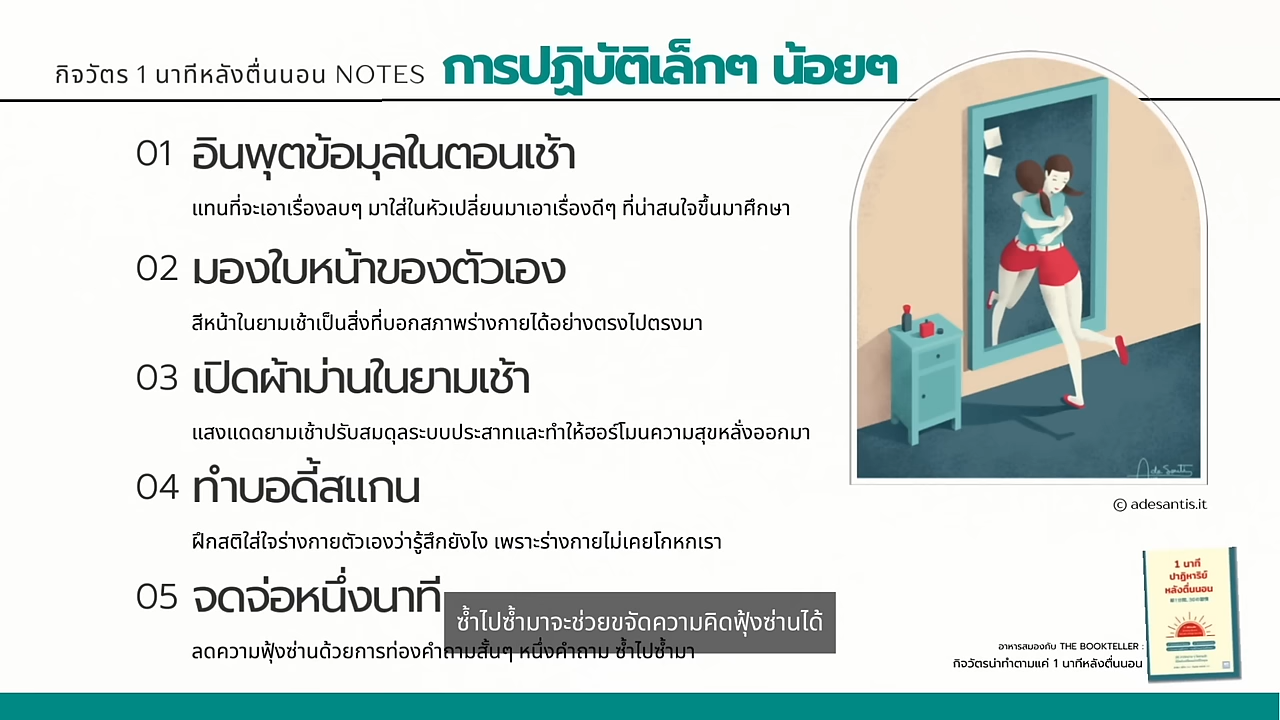 กิจวัตร 1 นาทีหลังตื่นนอน NOTES การปฏิบัติเล็กๆ น้อยๆ
01 อินพุตข้อมูลในตอนเช้า
แทนที่จะเอาเรื่องลบๆ มาใส่ในหัวเปลี่ยนมาเอาเรื่องดีๆ ที่น่าสนใจขึ้นมาศึกษา
02 มองใบหน้าของตัวเอง
สีหน้าในยามเช้าเป็นสิ่งที่บอกสภาพร่างกายได้อย่างตรงไปตรงมา
03 เปิดผ้าม่านในยามเช้า
แสงแดดยามเช้าปรับสมดุลระบบประสาทและทำให้ฮอร์โมนความสุขหลั่งออกมา
04 ทำบอดี้สแกน
ฝึกสติใส่ใจร่างกายตัวเองว่ารู้สึกยังไง เพราะร่างกายไม่เคยโกหกเรา
05 จดจ่อหนึ่งนาที
ซ้ำไปซ้ำมาจะช่วยขจัดความคิดฟุ้งซ่านได้
ลดความฟุ้งซ่านด้วยการท่องคำถามสั้นๆ หนึ่งคำถาม ซ้ำไปซ้ำมา
© adesantis.it
1 นาที
ปาฏิหาริย์
หลังตื่นนอน
อาหารสมองกับ THE BOOKTELLER :
กิจวัตรน่าทำตามแค่ 1 นาทีหลังตื่นนอน